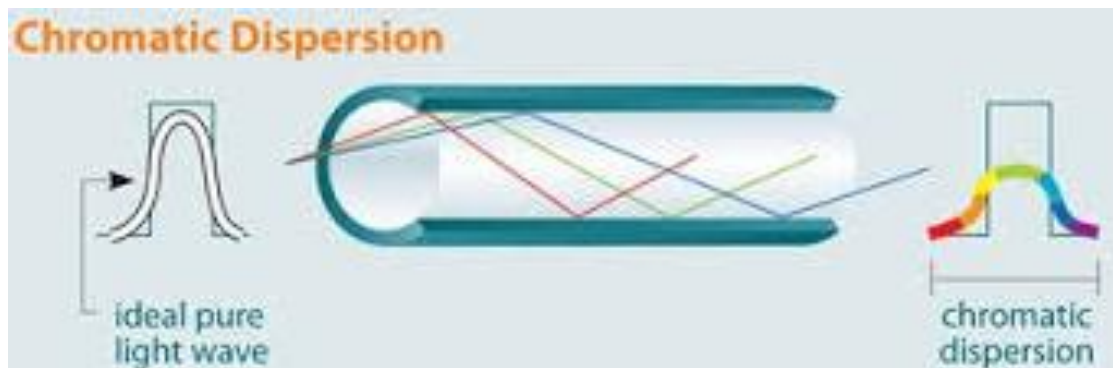 Chromatic Dispersion
ideal pure
light wave
chromatic
dispersion